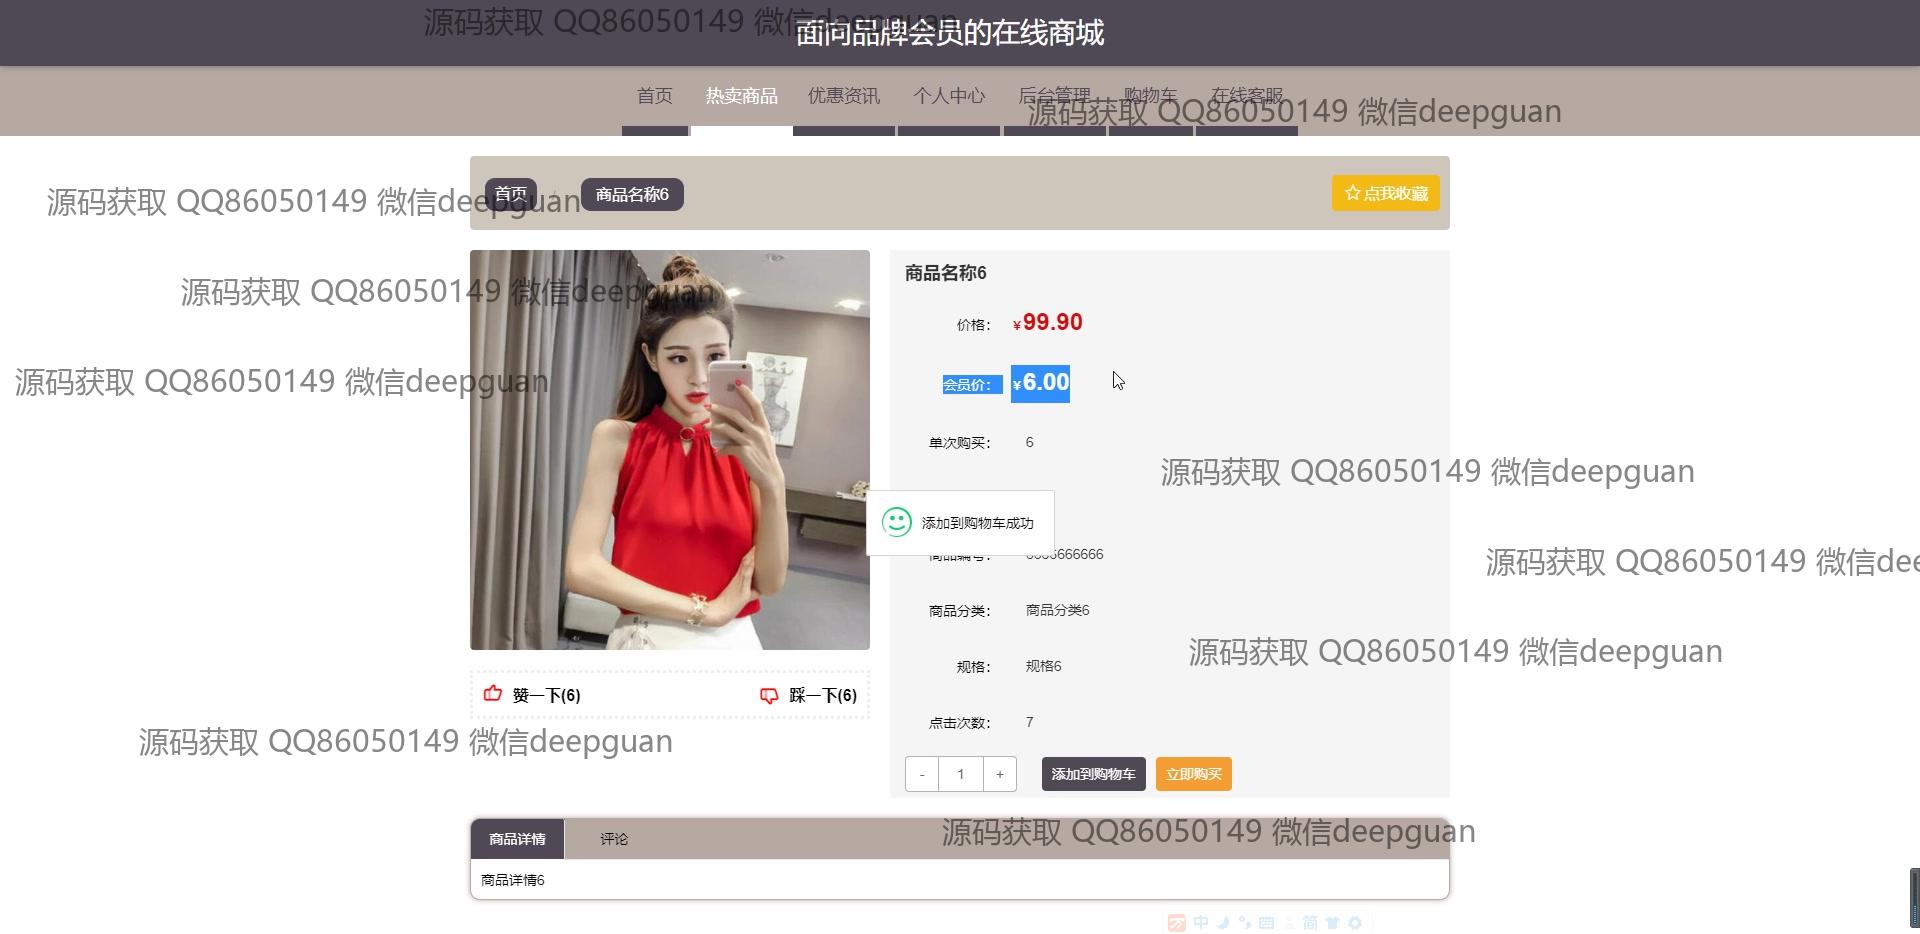 源码获取 QQ86050149 微信deepguan
面向品牌会员的在线商城
首页 热卖商品 优惠资讯 个人中心 后台管理 购物车 在线客服
源码获取 QQ86050149 微信deepguan
首页 / 商品名称6 点我收藏
源码获取 QQ86050149 微信deepguan
商品名称6
源码获取 QQ86050149 微信deepguan
价格： ¥99.90
会员价： ¥6.00
源码获取 QQ86050149 微信deepguan
单次购买： 6
源码获取 QQ86050149 微信deepguan
添加到购物车成功
商品编号： 6666666666
源码获取 QQ86050149 微信dee
商品分类： 商品分类6
源码获取 QQ86050149 微信deepguan
规格： 规格6
赞一下(6) 踩一下(6)
点击次数： 7
源码获取 QQ86050149 微信deepguan
- 1 + 添加到购物车 立即购买
商品详情 评论
源码获取 QQ86050149 微信deepguan
商品详情6
中 简